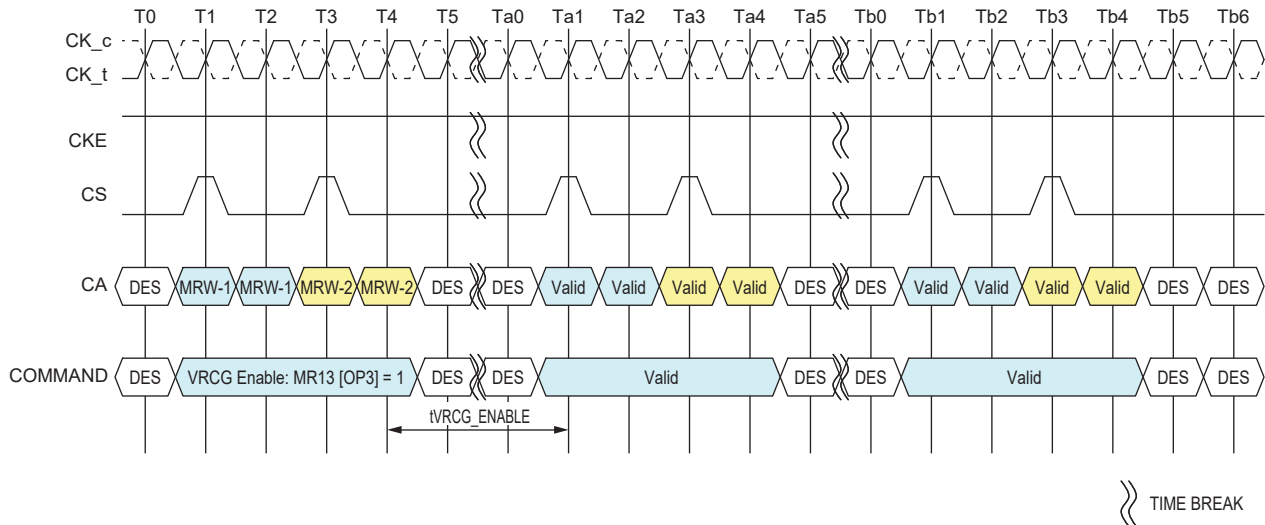 T0 T1 T2 T3 T4 T5 Ta0 Ta1 Ta2 Ta3 Ta4 Ta5 Tb0 Tb1 Tb2 Tb3 Tb4 Tb5 Tb6
CK_c
CK_t
CKE
CS
CA DES MRW-1 MRW-1 MRW-2 MRW-2 DES DES Valid Valid Valid Valid DES DES Valid Valid Valid Valid DES DES
COMMAND DES VRCG Enable: MR13 [OP3] = 1 DES DES Valid DES DES Valid DES DES
tVRCG_ENABLE
TIME BREAK